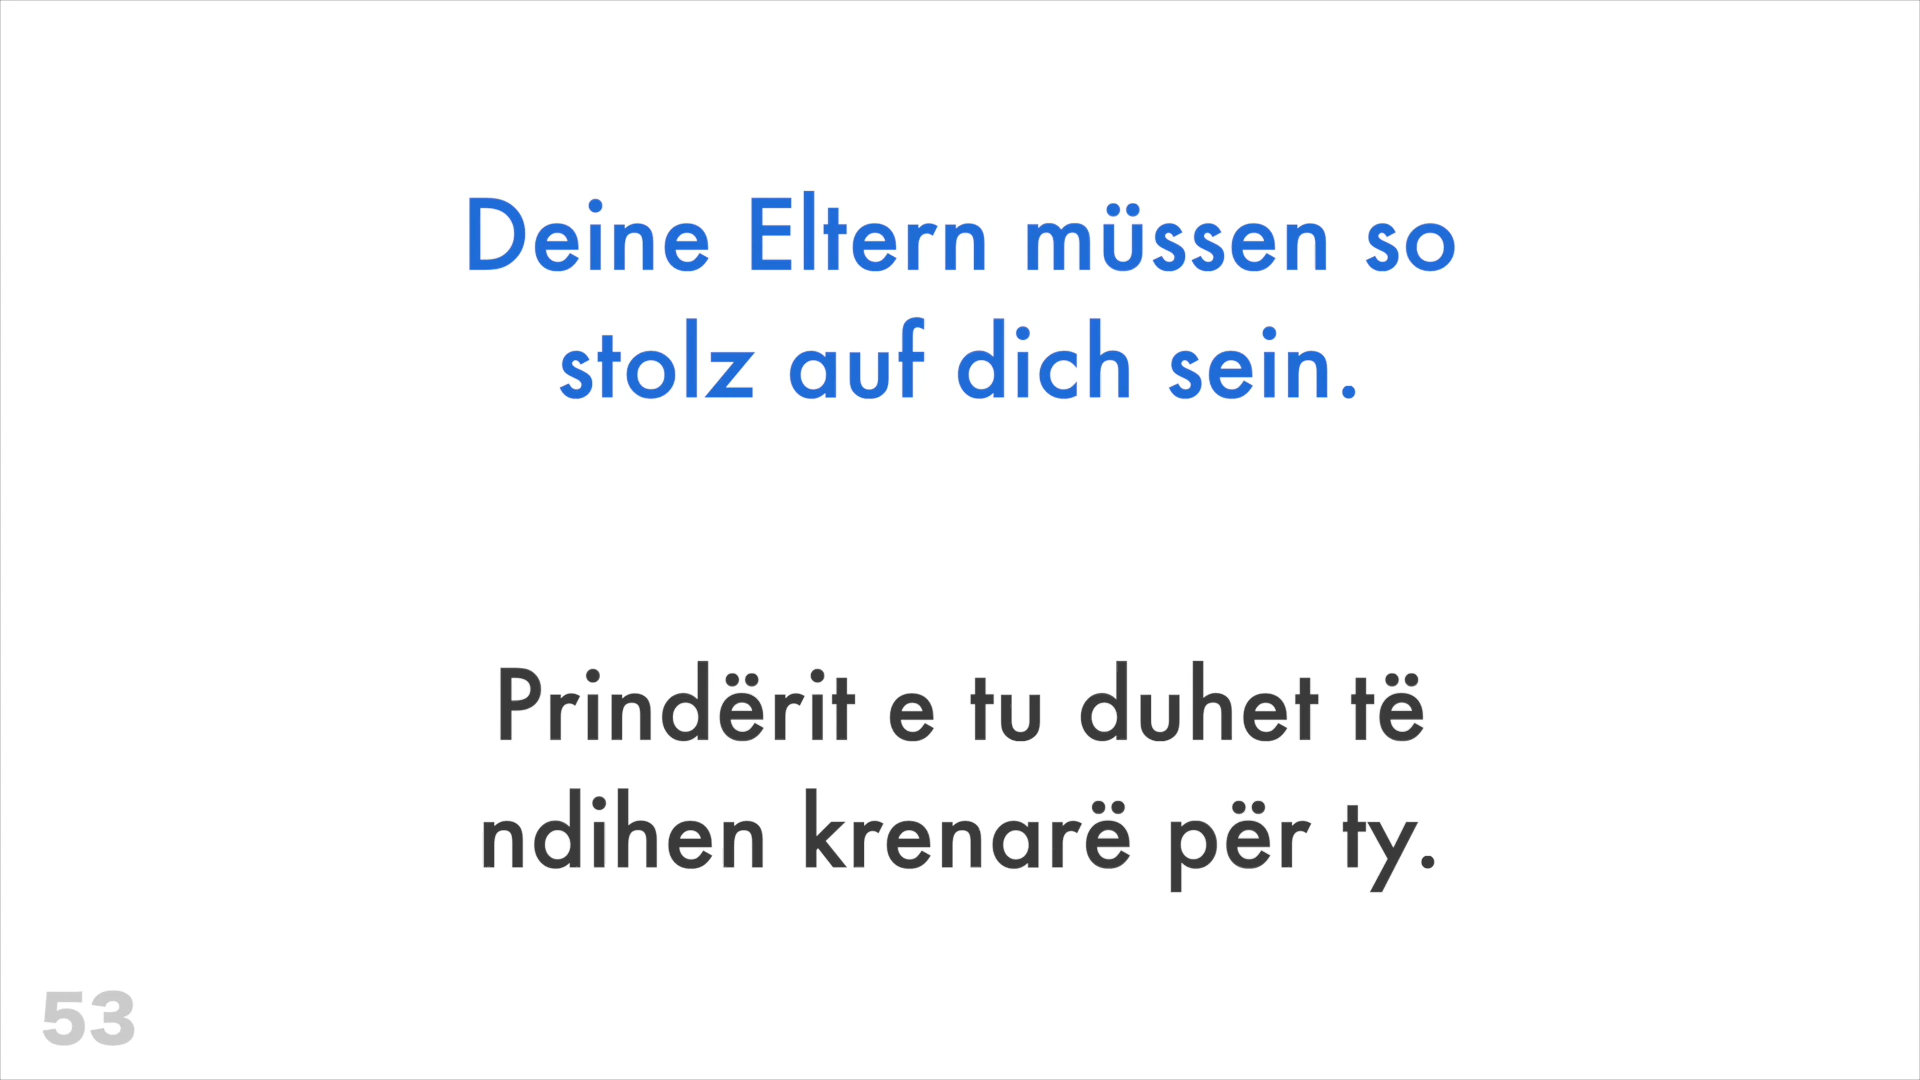 Deine Eltern müssen so
stolz auf dich sein.
Prindërit e tu duhet të
ndihen krenarë për ty.
53